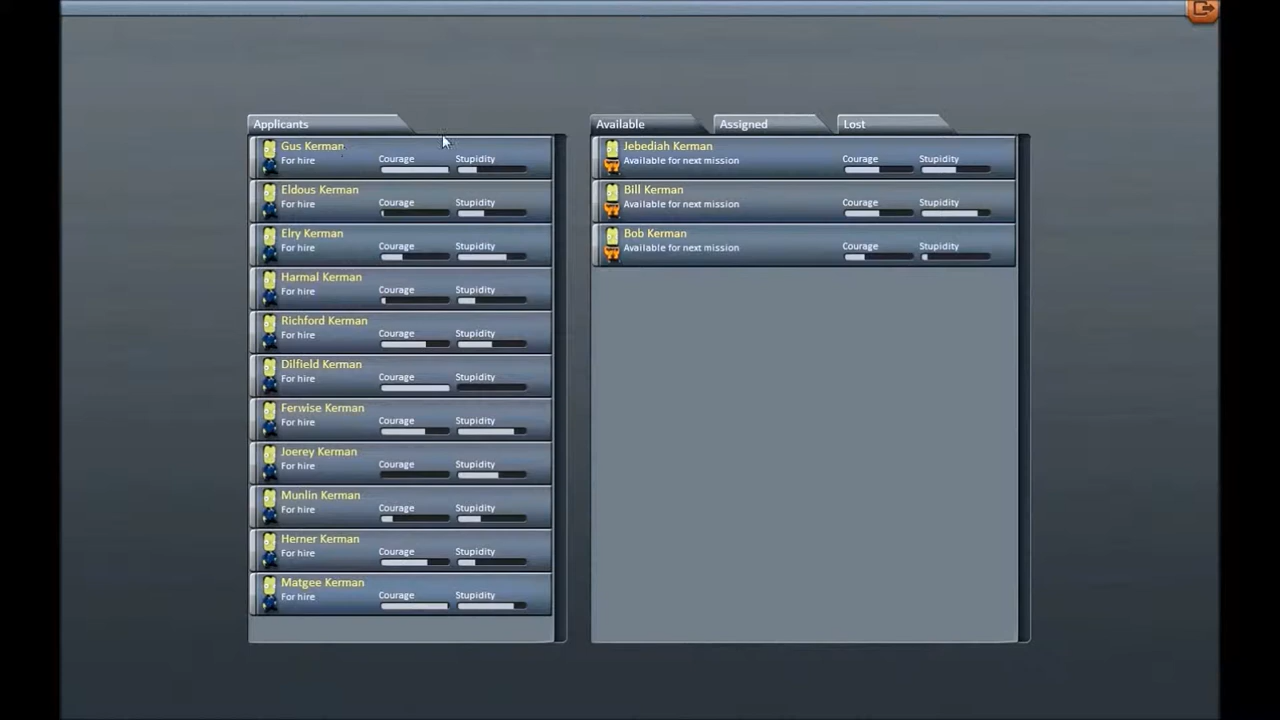 Applicants
Gus Kerman
For hire
Courage Stupidity
Eldous Kerman
For hire
Courage Stupidity
Elry Kerman
For hire
Courage Stupidity
Harmal Kerman
For hire
Courage Stupidity
Richford Kerman
For hire
Courage Stupidity
Dilfield Kerman
For hire
Courage Stupidity
Ferwise Kerman
For hire
Courage Stupidity
Joerey Kerman
For hire
Courage Stupidity
Munlin Kerman
For hire
Courage Stupidity
Herner Kerman
For hire
Courage Stupidity
Matgee Kerman
For hire
Courage Stupidity
Available Assigned Lost
Jebediah Kerman
Available for next mission
Courage Stupidity
Bill Kerman
Available for next mission
Courage Stupidity
Bob Kerman
Available for next mission
Courage Stupidity